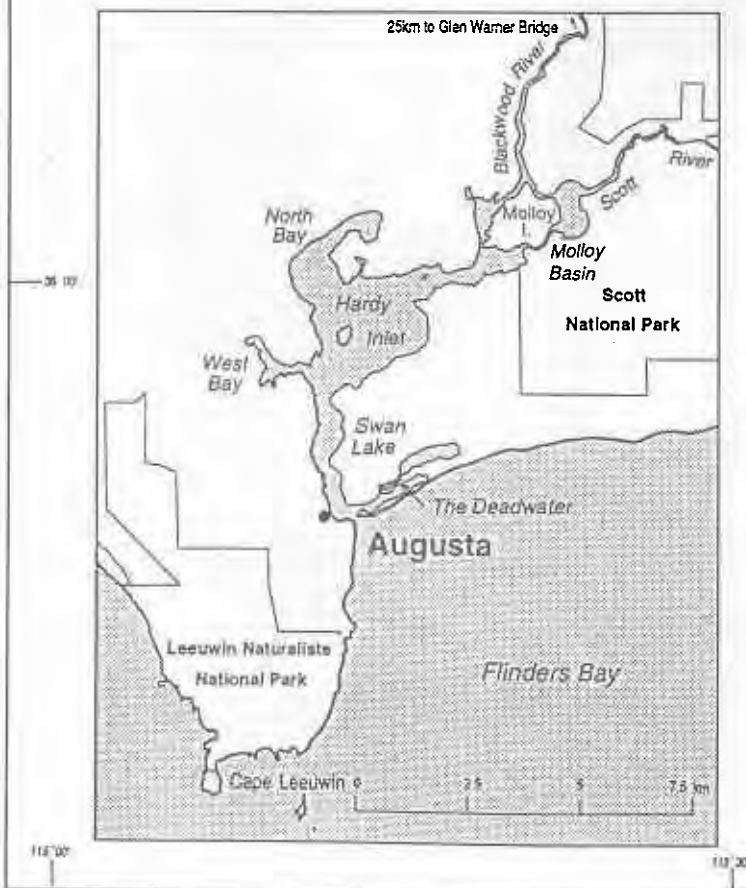 25km to Glen Warner Bridge
Blackwood River
Scott River
North
Bay
Molloy
I.
Molloy
Basin
Hardy
Inlet
Scott
National Park
West
Bay
Swan
Lake
The Deadwater
Augusta
Leeuwin Naturaliste
National Park
Flinders Bay
Cape Leeuwin
0 2.5 5 7.5 km